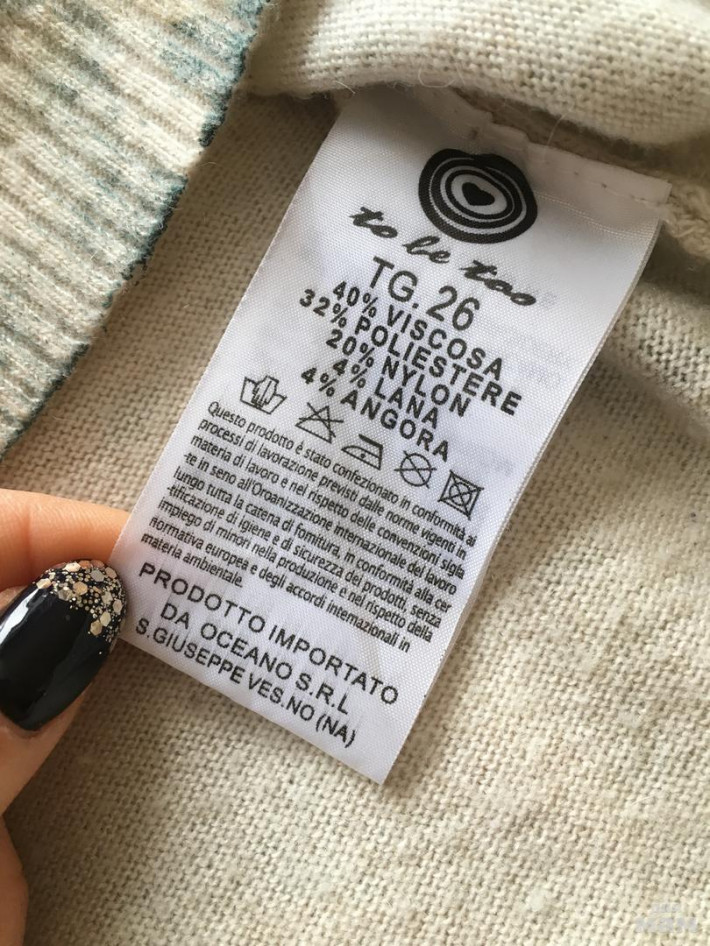 to be too
TG. 26
40% VISCOSA
32% POLIESTERE
20% NYLON
4% LANA
4% ANGORA
Questo prodotto è stato confezionato in conformità ai
processi di lavorazione previsti dalle norme vigenti in
materia di lavoro e nel rispetto delle convenzioni sigla
-te in seno all'Oroanizzazione internazionale del lavoro
lungo tutta la catena di fornitura, in conformità alla cer
-tificazione di igiene e di sicurezza dei prodotti, senza
impiego di minori nella produzione e nel rispetto della
normativa europea e degli accordi internazionali in
materia ambientale.
PRODOTTO IMPORTATO
DA OCEANO S.R.L
S.GIUSEPPE VES.NO (NA)